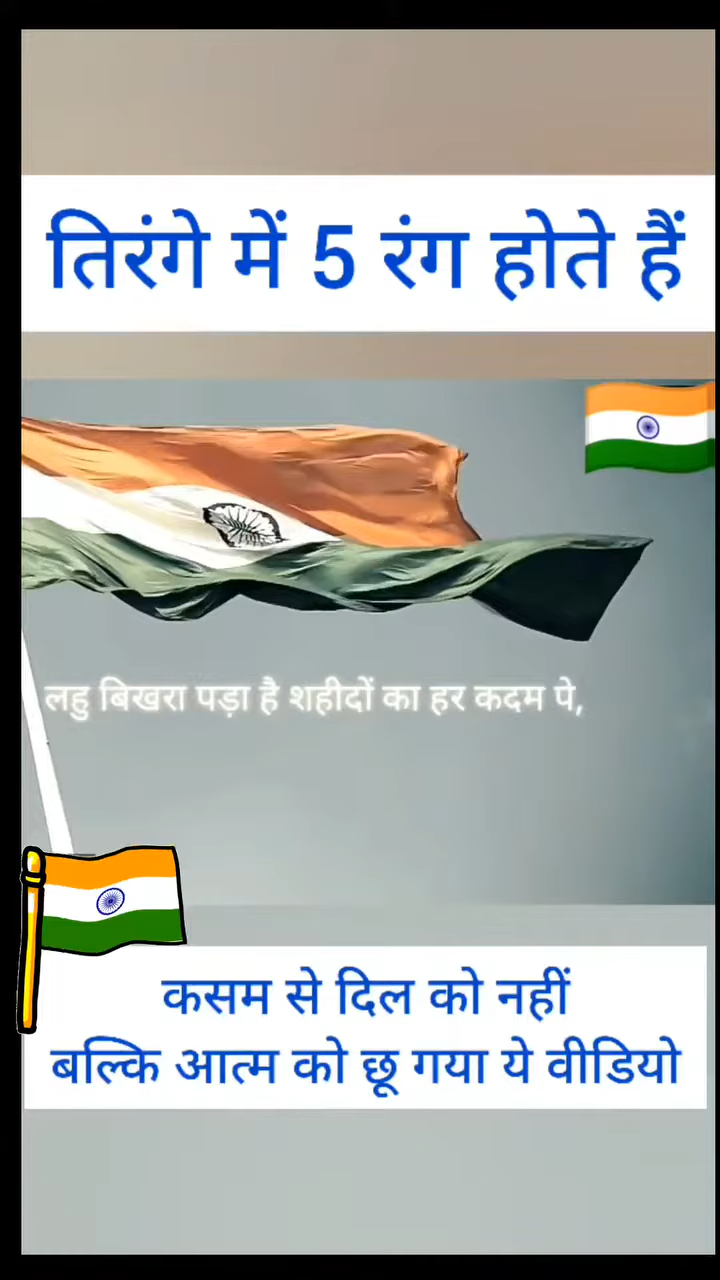 तिरंगे में 5 रंग होते हैं
लहु बिखरा पड़ा है शहीदों का हर कदम पे,
कसम से दिल को नहीं
बल्कि आत्म को छू गया ये वीडियो